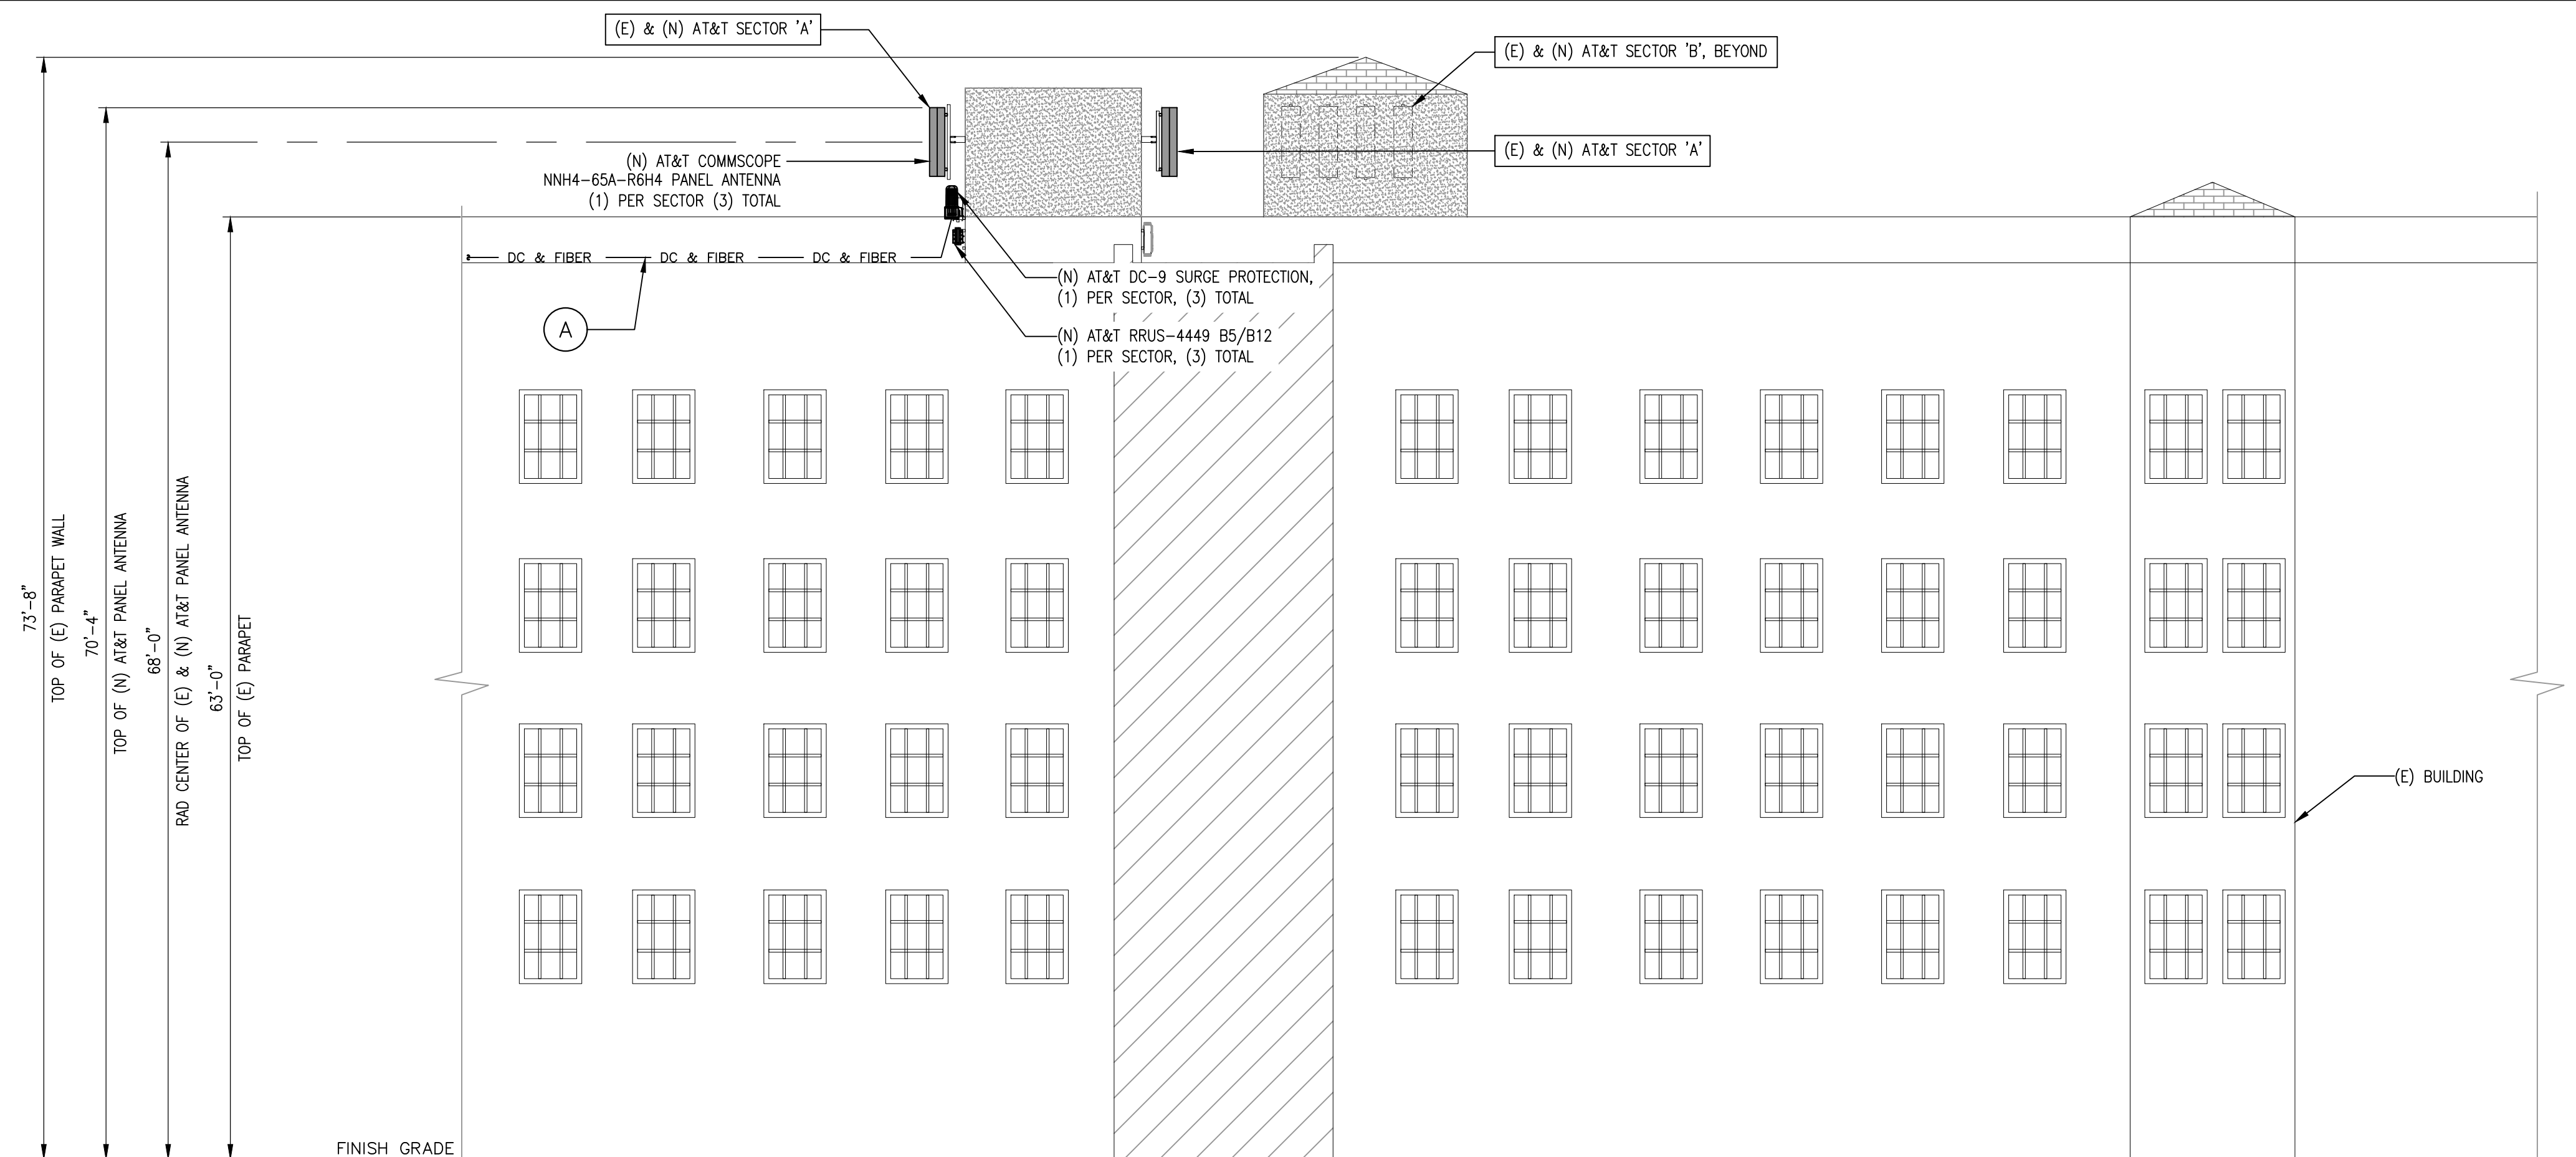 (E) & (N) AT&T SECTOR 'A'
(E) & (N) AT&T SECTOR 'B', BEYOND
(E) & (N) AT&T SECTOR 'A'
(N) AT&T COMMSCOPE
NNH4-65A-R6H4 PANEL ANTENNA
(1) PER SECTOR (3) TOTAL
DC & FIBER
DC & FIBER
DC & FIBER
(N) AT&T DC-9 SURGE PROTECTION,
(1) PER SECTOR, (3) TOTAL
A
(N) AT&T RRUS-4449 B5/B12
(1) PER SECTOR, (3) TOTAL
73'-8"
TOP OF (E) PARAPET WALL
70'-4"
TOP OF (N) AT&T PANEL ANTENNA
68'-0"
RAD CENTER OF (E) & (N) AT&T PANEL ANTENNA
63'-0"
TOP OF (E) PARAPET
(E) BUILDING
FINISH GRADE